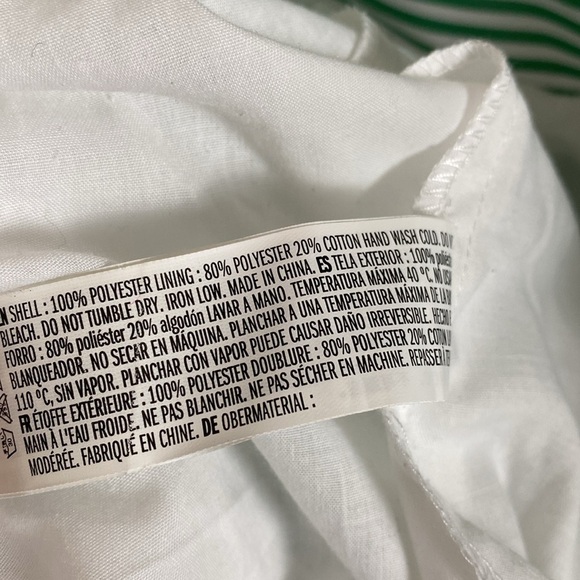 SHELL : 100% POLYESTER LINING : 80% POLYESTER 20% COTTON HAND WASH COLD. DO
BLEACH. DO NOT TUMBLE DRY. IRON LOW. MADE IN CHINA. ES TELA EXTERIOR : 100% poliéster
FORRO : 80% poliéster 20% algodón LAVAR A MANO. TEMPERATURA MÁXIMA 40 °C. NO
BLANQUEADOR. NO SECAR EN MÁQUINA. PLANCHAR A UNA TEMPERATURA MÁXIMA DE LA
110 °C, SIN VAPOR. PLANCHAR CON VAPOR PUEDE CAUSAR DAÑO IRREVERSIBLE. HECHO
FR ÉTOFFE EXTÉRIEURE : 100% POLYESTER DOUBLURE : 80% POLYESTER 20% COTTON
MAIN À L'EAU FROIDE. NE PAS BLANCHIR. NE PAS SÉCHER EN MACHINE. REPASSER À
MODÉRÉE. FABRIQUÉ EN CHINE. DE OBERMATERIAL :